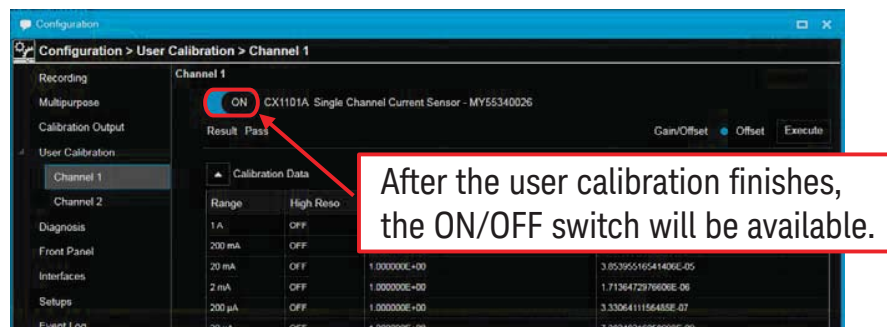 Configuration
Configuration > User Calibration > Channel 1
Recording
Multipurpose
Calibration Output
User Calibration
Channel 1
Channel 2
Diagnosis
Front Panel
Interfaces
Setups
Event Log
Channel 1
ON CX1101A Single Channel Current Sensor - MY55340026
Result Pass Gain/Offset Offset Execute
Calibration Data
Range High Reso
1 A OFF
200 mA OFF
20 mA OFF 1.000000E+00 3.85395516541406E-05
2 mA OFF 1.000000E+00 1.7136472976606E-06
200 µA OFF 1.000000E+00 3.3306411156485E-07
After the user calibration finishes,
the ON/OFF switch will be available.